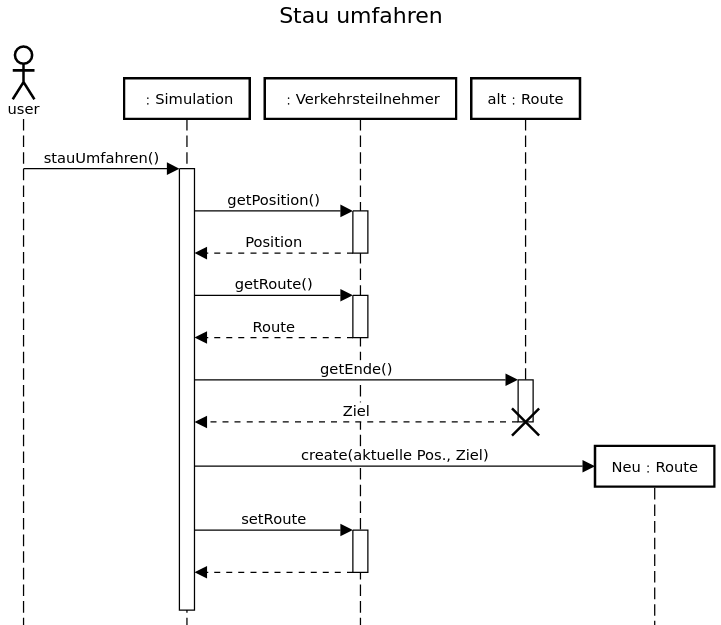 Stau umfahren
user
: Simulation
: Verkehrsteilnehmer
alt : Route
stauUmfahren()
getPosition()
Position
getRoute()
Route
getEnde()
Ziel
create(aktuelle Pos., Ziel)
Neu : Route
setRoute